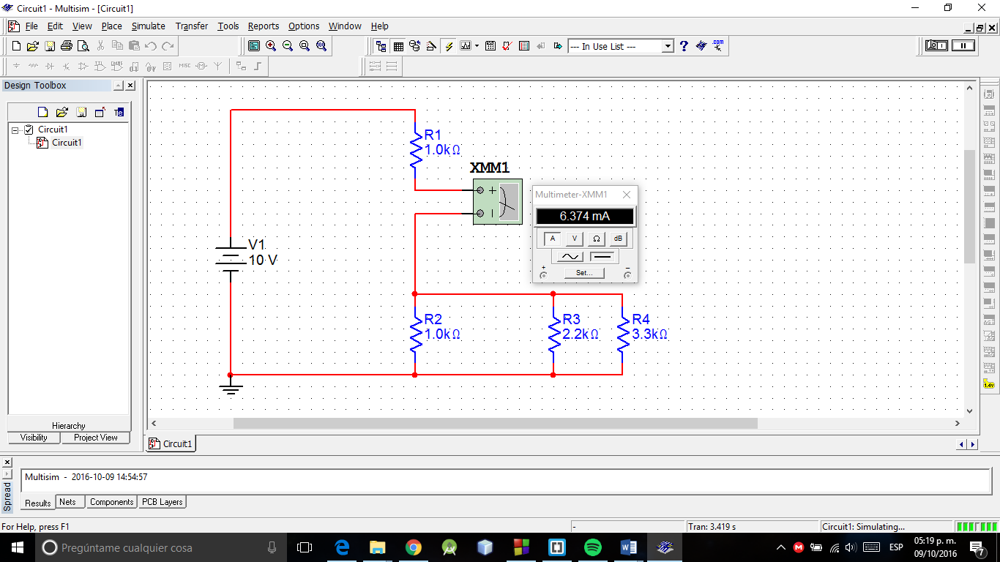 Circuit1 - Multisim - [Circuit1]
File Edit View Place Simulate Transfer Tools Reports Options Window Help
--- In Use List ---
MISC
Design Toolbox
Circuit1
Circuit1
Hierarchy
Visibility Project View
R1
1.0kΩ
XMM1
+
Multimeter-XMM1
6.374 mA
A V Ω dB
Set...
+ −
V1
10 V
R2
1.0kΩ
R3
2.2kΩ
R4
3.3kΩ
1.4v
Circuit1
Spread
Multisim - 2016-10-09 14:54:57
Results Nets Components PCB Layers
For Help, press F1
-
Tran: 3.419 s
Circuit1: Simulating...
Pregúntame cualquier cosa
ESP
05:19 p. m.
09/10/2016
7